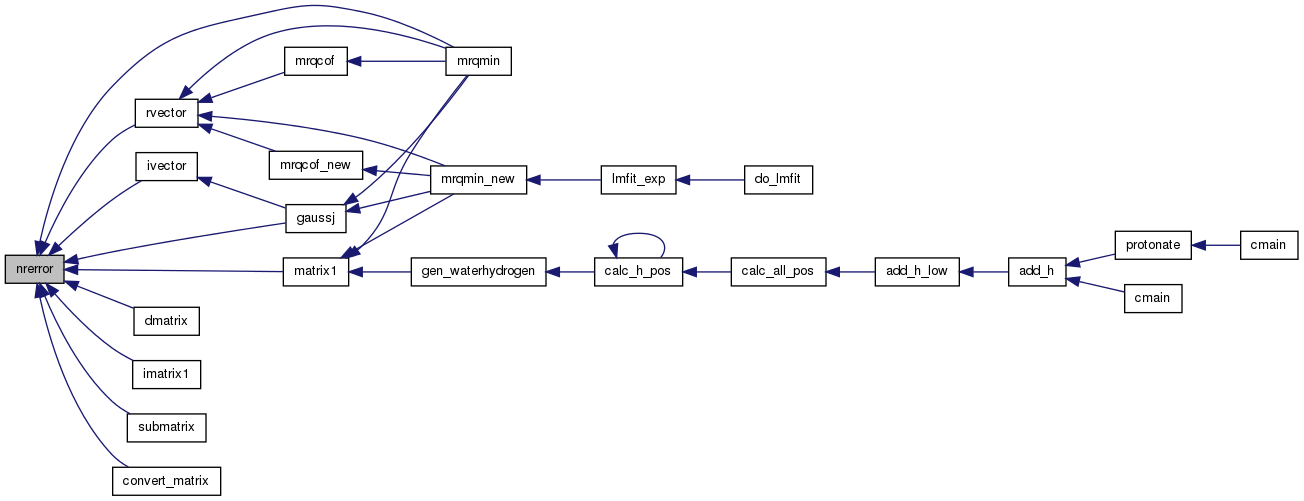 mrqcof
mrqmin
rvector
ivector
mrqcof_new
mrqmin_new
lmfit_exp
do_lmfit
gaussj
nrerror
matrix1
gen_waterhydrogen
calc_h_pos
calc_all_pos
add_h_low
add_h
protonate
cmain
cmain
dmatrix
imatrix1
submatrix
convert_matrix